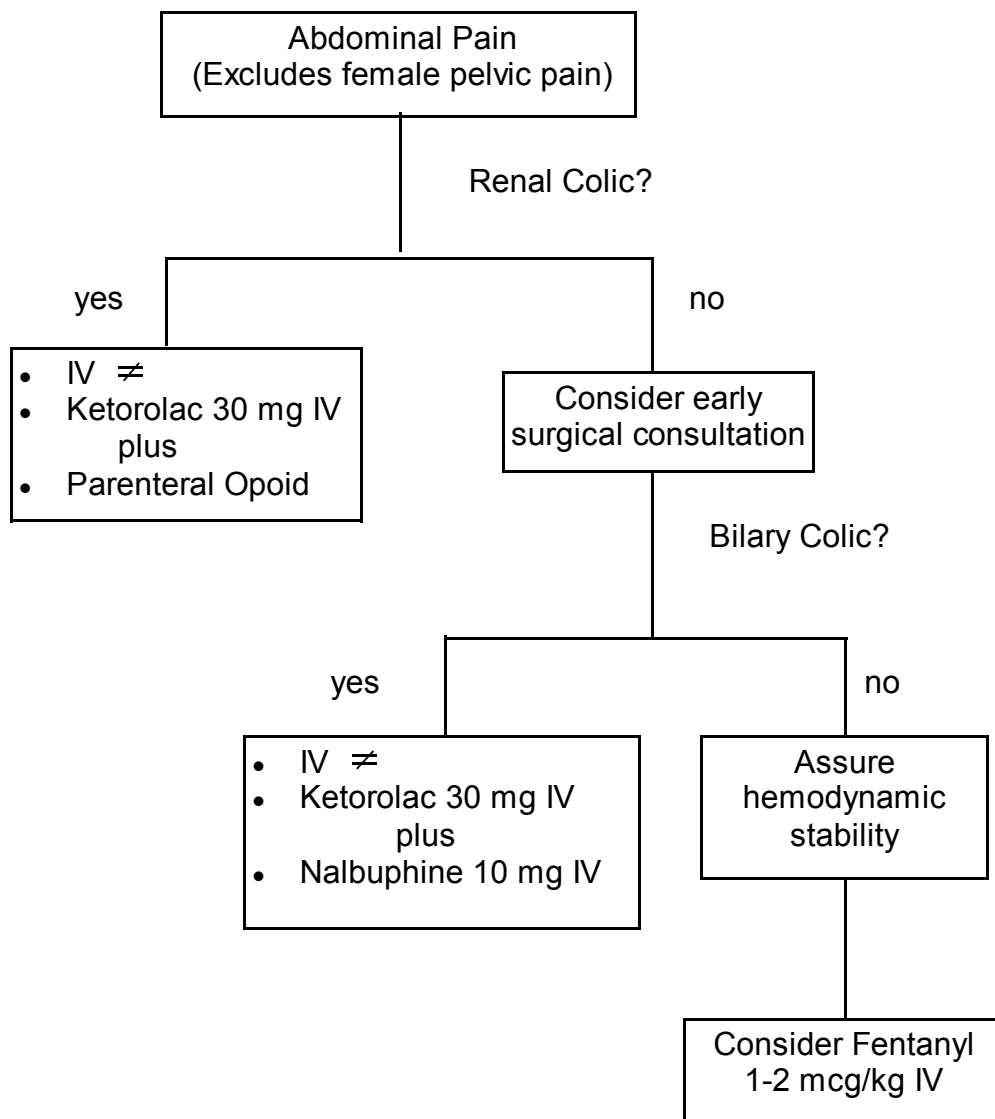 Abdominal Pain
(Excludes female pelvic pain)
Renal Colic?
yes
no
• IV ≠
• Ketorolac 30 mg IV
plus
• Parenteral Opoid
Consider early
surgical consultation
Bilary Colic?
yes
no
• IV ≠
• Ketorolac 30 mg IV
plus
• Nalbuphine 10 mg IV
Assure
hemodynamic
stability
Consider Fentanyl
1-2 mcg/kg IV